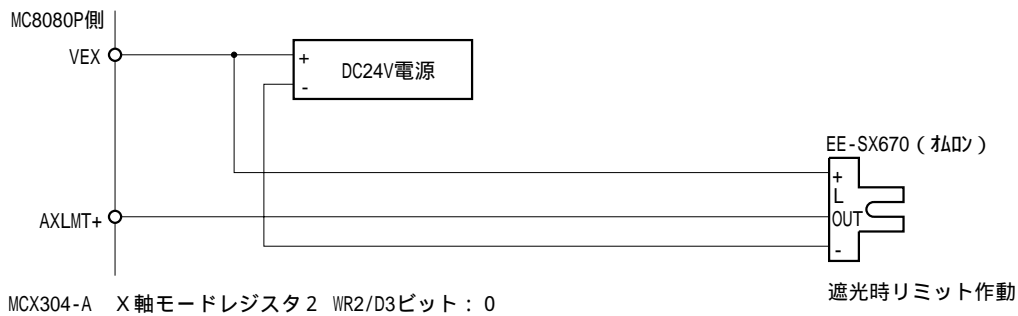 MC8080P側
VEX
+
DC24V電源
-
EE-SX670（オムロン）
+
L
AXLMT+
OUT
-
遮光時リミット作動
MCX304-A X軸モードレジスタ2 WR2/D3ビット：0